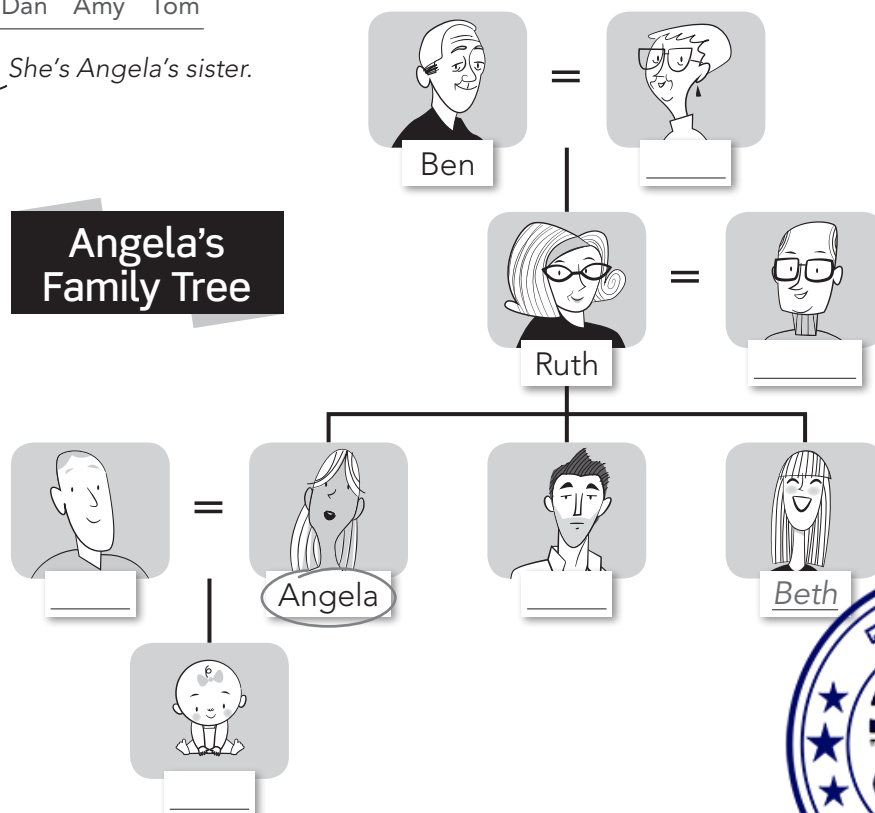 Dan Amy Tom
She's Angela's sister.
Angela's
Family Tree
Ben
Ruth
Angela
Beth